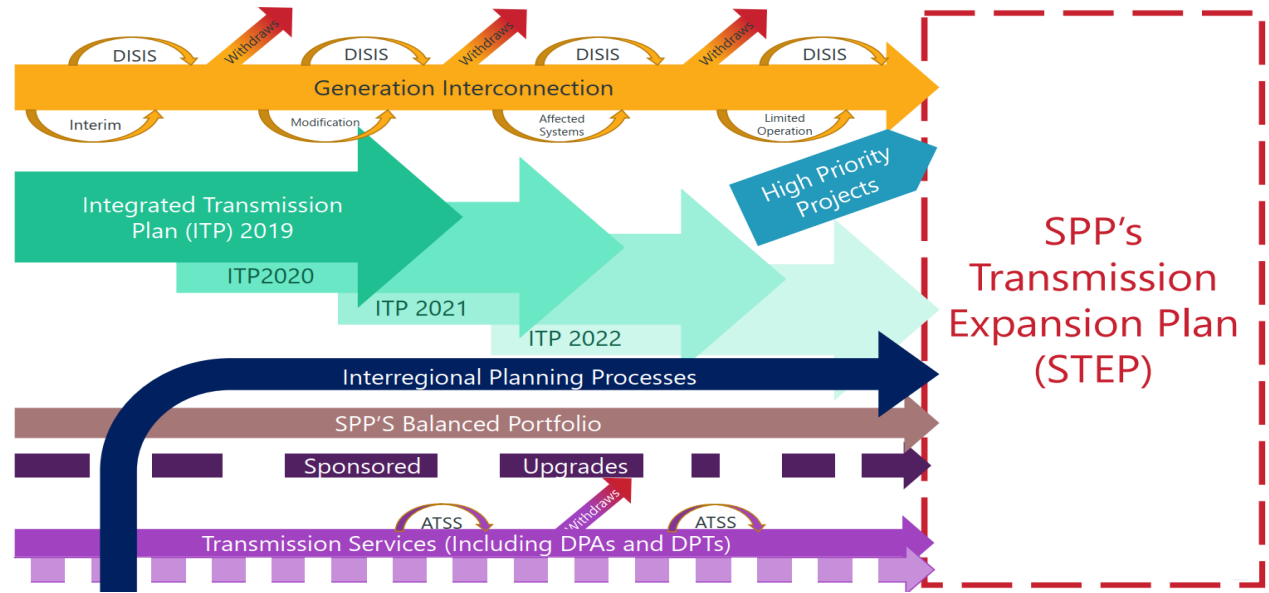 Withdraws
Withdraws
Withdraws
DISIS
DISIS
DISIS
DISIS
Generation Interconnection
Interim
Modification
Affected
Systems
Limited
Operation
High Priority
Projects
Integrated Transmission
Plan (ITP) 2019
ITP2020
ITP 2021
ITP 2022
Interregional Planning Processes
SPP'S Balanced Portfolio
Sponsored
Upgrades
Withdraws
ATSS
ATSS
Transmission Services (Including DPAs and DPTs)
SPP's
Transmission
Expansion Plan
(STEP)